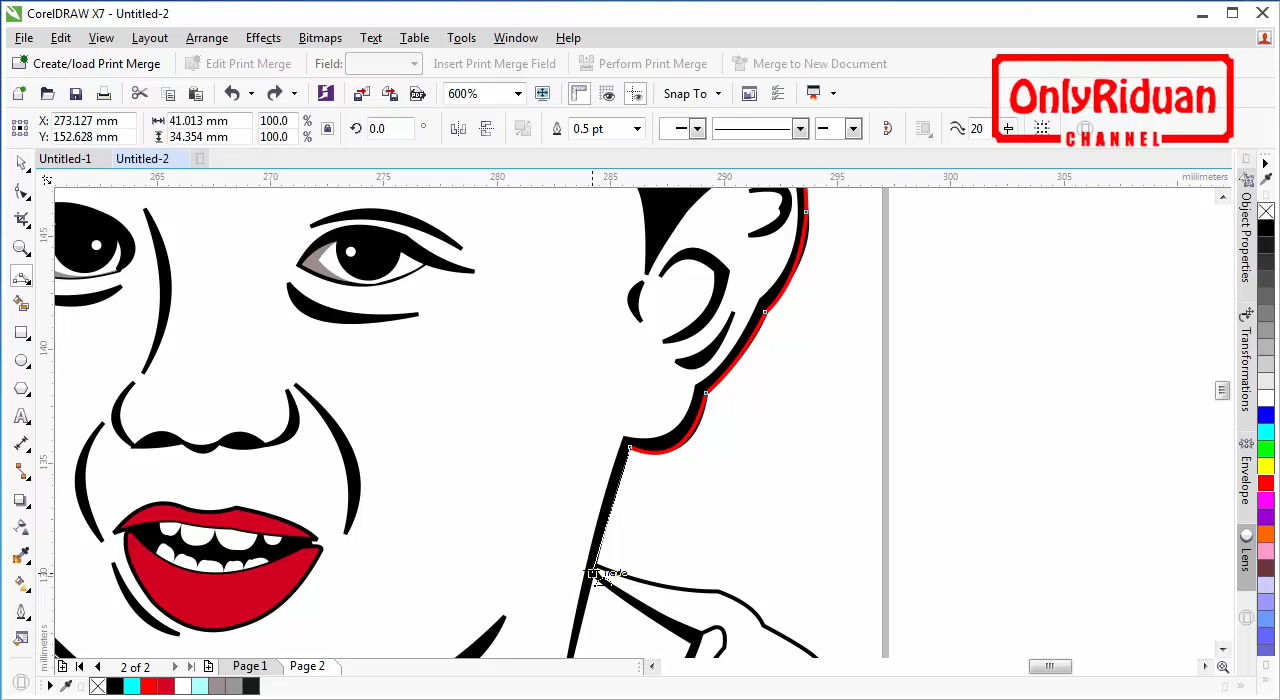 CorelDRAW X7 - Untitled-2
File Edit View Layout Arrange Effects Bitmaps Text Table Tools Window Help
Create/load Print Merge Edit Print Merge Field: Insert Print Merge Field Perform Print Merge Merge to New Document
600% Snap To
OnlyRiduan
CHANNEL
X: 273.127 mm 41.013 mm 100.0 % 0.0 ° 0.5 pt 20
Y: 152.628 mm 34.354 mm 100.0 %
Untitled-1 Untitled-2
265 270 275 280 285 290 295 300 305 millimeters
145
140
135
130
millimeters
Object Properties
Transformations
Envelope
Lens
2 of 2 Page 1 Page 2